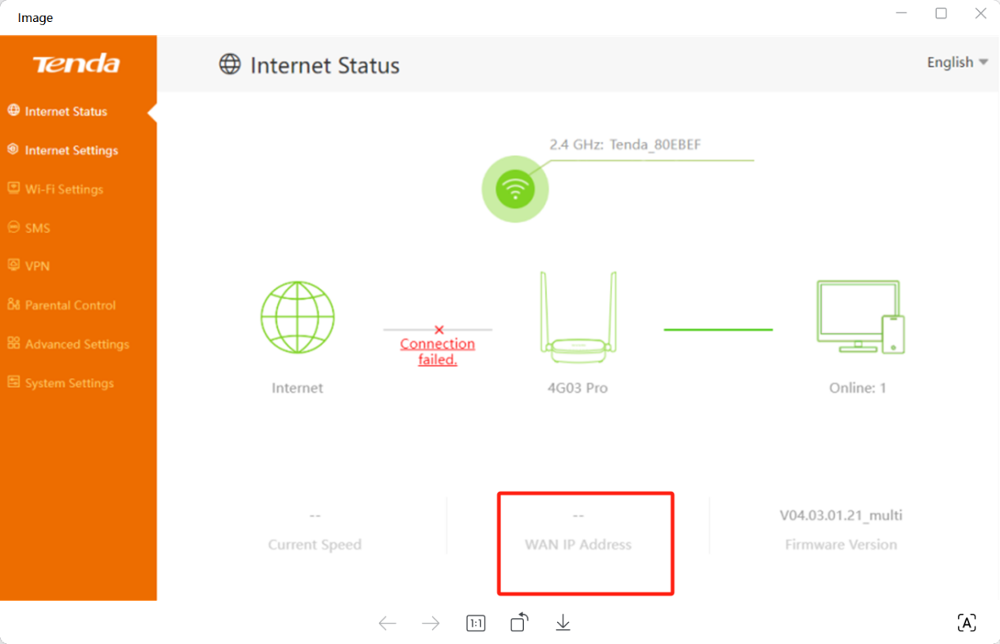 Image
Tenda
Internet Status
English
Internet Status
Internet Settings
Wi-Fi Settings
SMS
VPN
Parental Control
Advanced Settings
System Settings
2.4 GHz: Tenda_80EBEF
Connection
failed.
Internet
4G03 Pro
Online: 1
--
Current Speed
--
WAN IP Address
V04.03.01.21_multi
Firmware Version
1:1
A